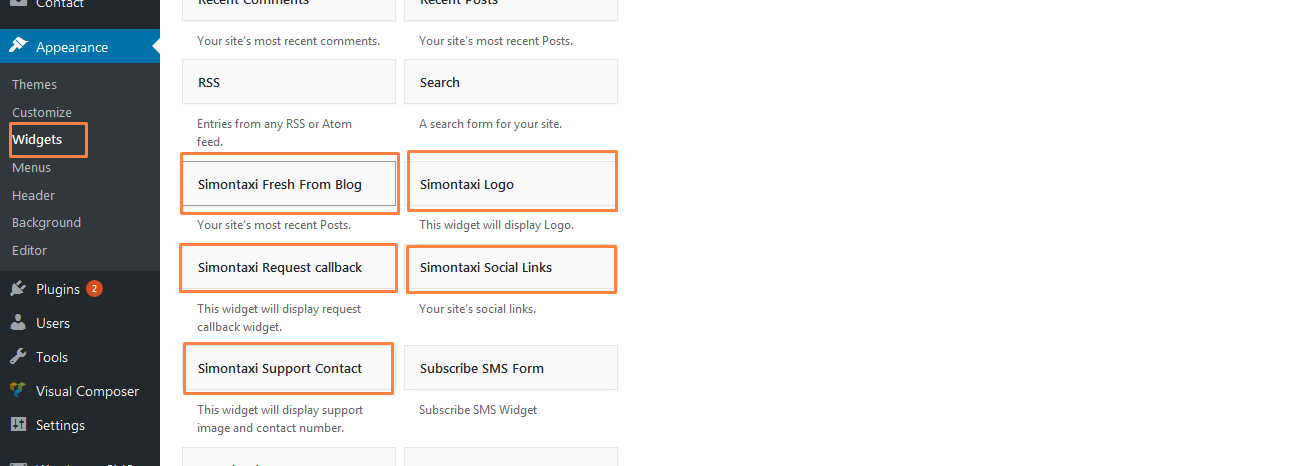 Contact
Appearance
Themes
Customize
Widgets
Menus
Header
Background
Editor
Plugins 2
Users
Tools
Visual Composer
Settings
Recent Comments
Recent Posts
Your site's most recent comments.
Your site's most recent Posts.
RSS
Search
Entries from any RSS or Atom
feed.
A search form for your site.
Simontaxi Fresh From Blog
Simontaxi Logo
Your site's most recent Posts.
This widget will display Logo.
Simontaxi Request callback
Simontaxi Social Links
This widget will display request
callback widget.
Your site's social links.
Simontaxi Support Contact
Subscribe SMS Form
This widget will display support
image and contact number.
Subscribe SMS Widget